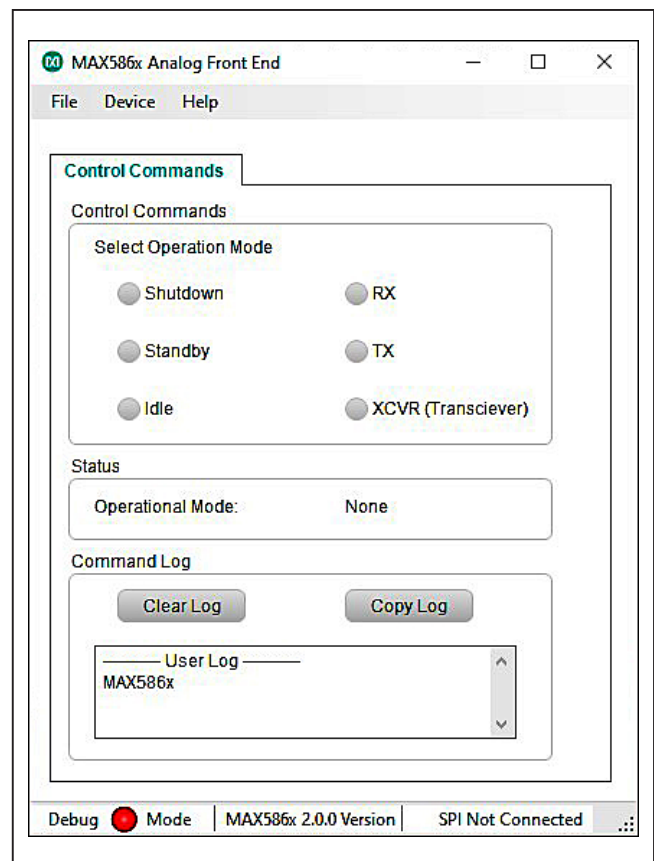 MAX586x Analog Front End
File Device Help
Control Commands
Control Commands
Select Operation Mode
Shutdown RX
Standby TX
Idle XCVR (Transciever)
Status
Operational Mode: None
Command Log
Clear Log Copy Log
User Log
MAX586x
Debug Mode MAX586x 2.0.0 Version SPI Not Connected